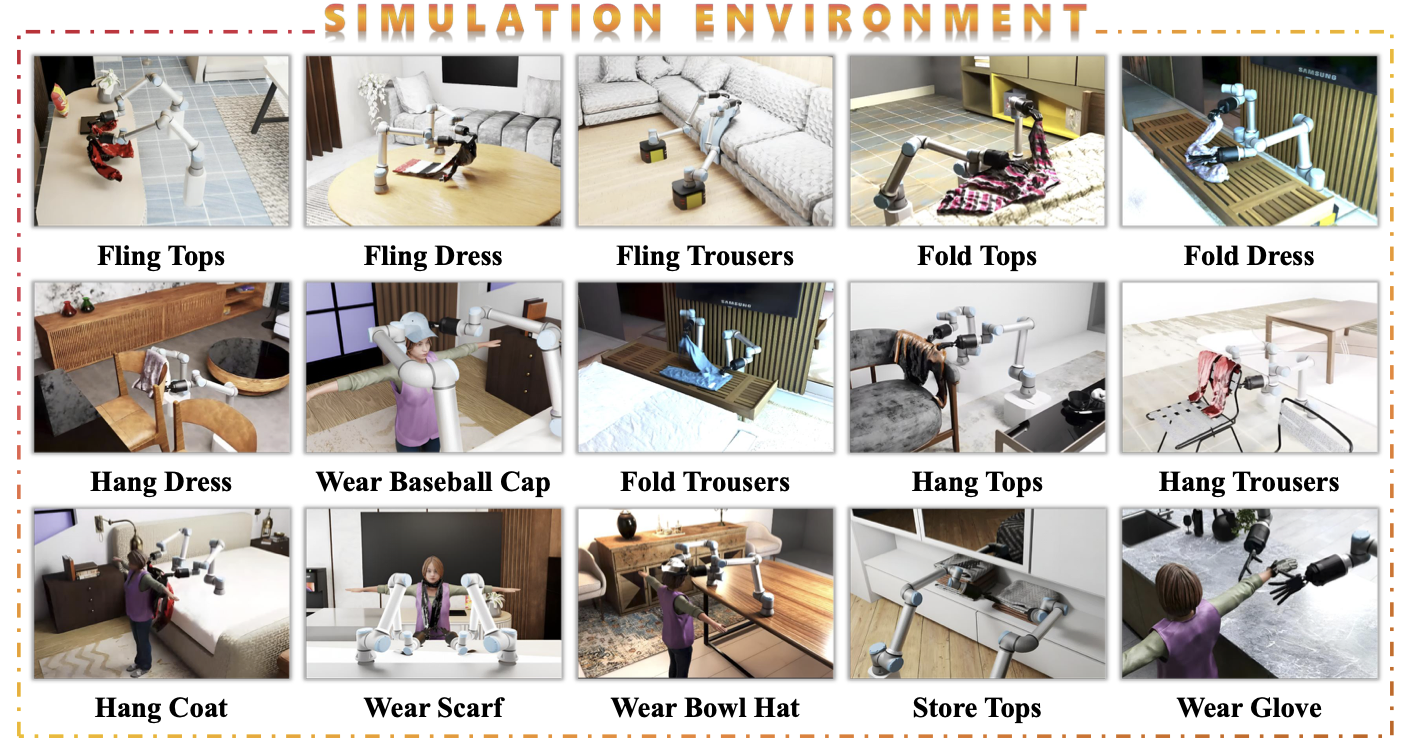 SIMULATION ENVIRONMENT
SAMSUNG
Fling Tops
Fling Dress
Fling Trousers
Fold Tops
Fold Dress
SAMSUNG
Hang Dress
Wear Baseball Cap
Fold Trousers
Hang Tops
Hang Trousers
Hang Coat
Wear Scarf
Wear Bowl Hat
Store Tops
Wear Glove